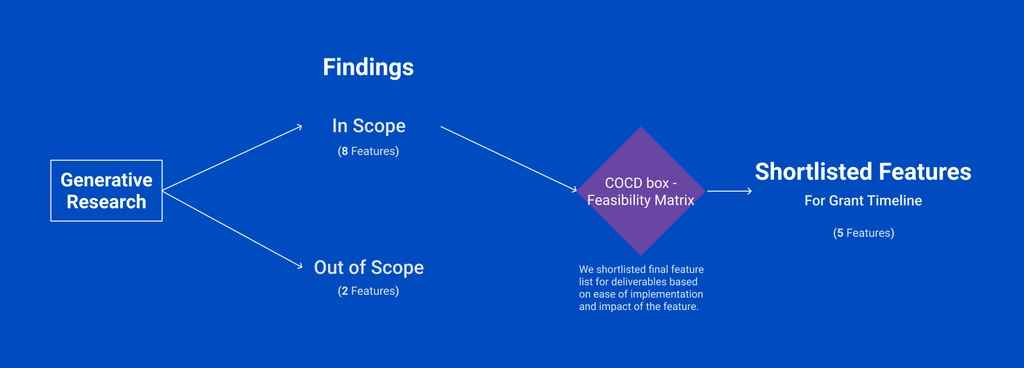 Findings
In Scope
(8 Features)
Generative
Research
Out of Scope
(2 Features)
COCD box -
Feasibility Matrix
We shortlisted final feature
list for deliverables based
on ease of implementation
and impact of the feature.
Shortlisted Features
For Grant Timeline
(5 Features)